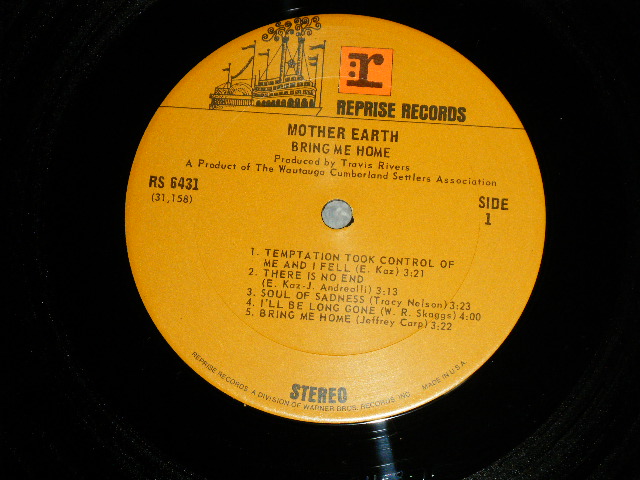 r
REPRISE RECORDS
MOTHER EARTH
BRING ME HOME
Produced by Travis Rivers
A Product of The Wautauga Cumberland Settlers Association
RS 6431
(31,158)
SIDE
1
1. TEMPTATION TOOK CONTROL OF
ME AND I FELL (E. Kaz) 3:21
2. THERE IS NO END
(E. Kaz-J. Andrealli) 3:13
3. SOUL OF SADNESS (Tracy Nelson) 3:23
4. I'LL BE LONG GONE (W. R. Skaggs) 4:00
5. BRING ME HOME (Jeffrey Carp) 3:22
STEREO
REPRISE RECORDS, A DIVISION OF WARNER BROS. RECORDS, INC. MADE IN U.S.A.